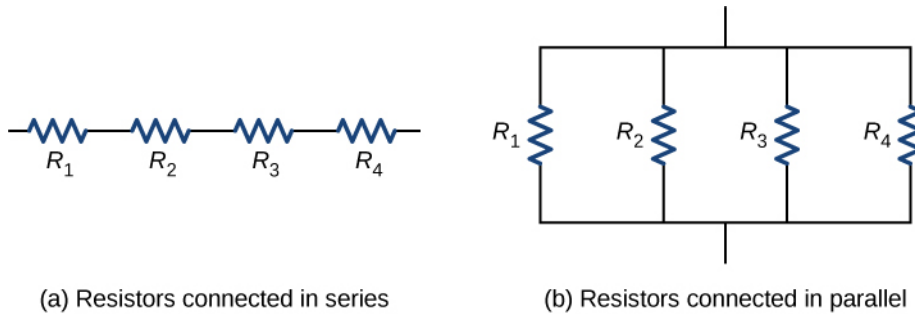 R1 R2 R3 R4
R1 R2 R3 R4
(a) Resistors connected in series
(b) Resistors connected in parallel